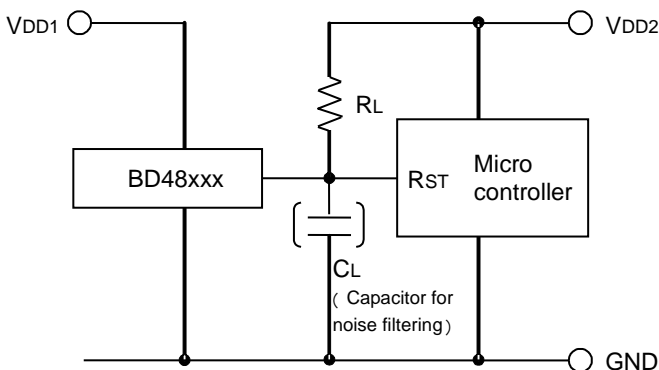 VDD1
VDD2
RL
BD48xxx
RST
Micro
controller
CL
( Capacitor for
noise filtering )
GND